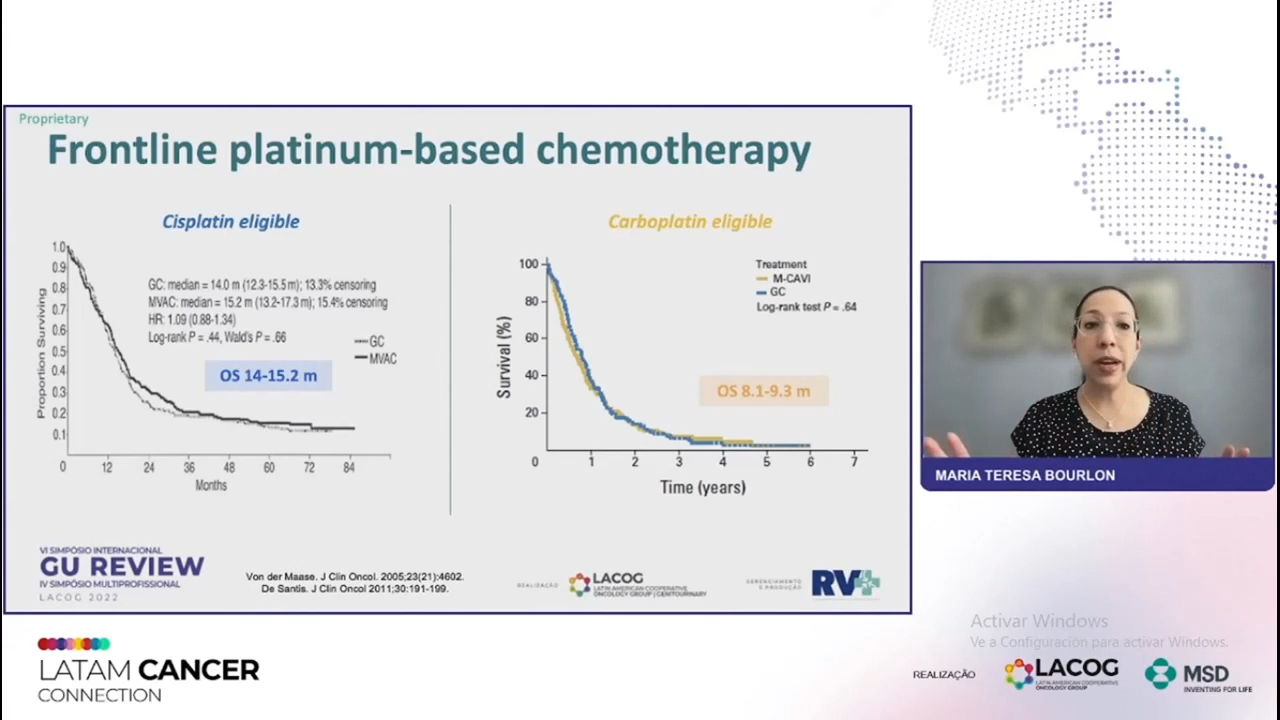 Proprietary
Frontline platinum-based chemotherapy
Cisplatin eligible
Proportion Surviving
1.0
0.9
0.8
0.7
0.6
0.5
0.4
0.3
0.2
0.1
0
12
24
36
48
60
72
84
Months
GC: median = 14.0 m (12.3-15.5 m); 13.3% censoring
MVAC: median = 15.2 m (13.2-17.3 m); 15.4% censoring
HR: 1.09 (0.88-1.34)
Log-rank P = .44, Wald's P = .66
GC
MVAC
OS 14-15.2 m
Carboplatin eligible
Survival (%)
100
80
60
40
20
0
1
2
3
4
5
6
7
Time (years)
Treatment
M-CAVI
GC
Log-rank test P = .64
OS 8.1-9.3 m
VI SIMPÓSIO INTERNACIONAL
GU REVIEW
IV SIMPÓSIO MULTIPROFISSIONAL
LACOG 2022
Von der Maase. J Clin Oncol. 2005;23(21):4602.
De Santis. J Clin Oncol 2011;30:191-199.
REALIZAÇÃO
LACOG
LATIN AMERICAN COOPERATIVE
ONCOLOGY GROUP | GENITOURINARY
GERENCIAMENTO
E PRODUÇÃO
RV+
MARIA TERESA BOURLON
Activar Windows
Ve a Configuración para activar Windows.
LATAM CANCER
CONNECTION
REALIZAÇÃO
LACOG
LATIN AMERICAN COOPERATIVE
ONCOLOGY GROUP
MSD
INVENTING FOR LIFE